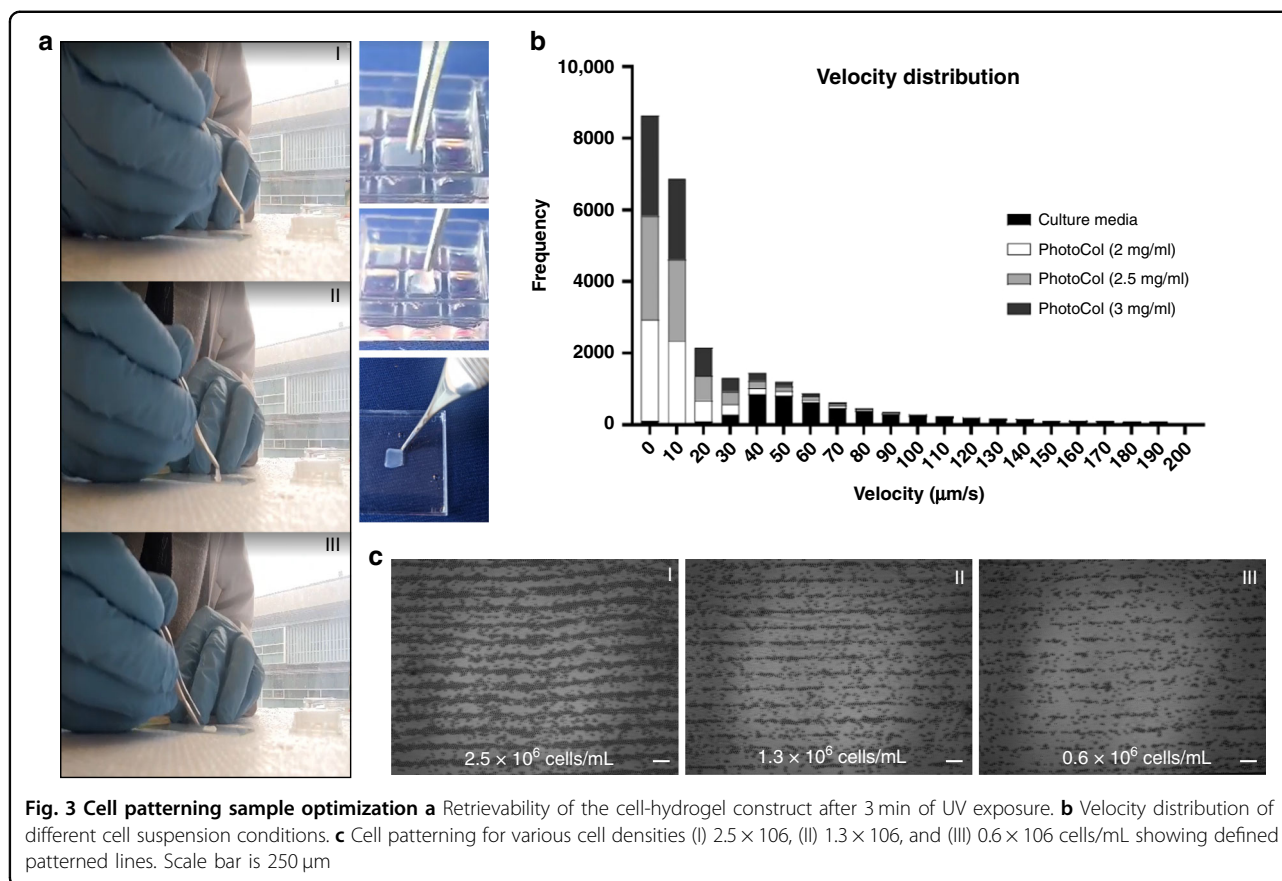 a
I
II
III
b
Velocity distribution
10,000
8000
6000
4000
2000
0
Frequency
Culture media
PhotoCol (2 mg/ml)
PhotoCol (2.5 mg/ml)
PhotoCol (3 mg/ml)
0 10 20 30 40 50 60 70 80 90 100 110 120 130 140 150 160 170 180 190 200
Velocity (µm/s)
c
I
2.5 × 10⁶ cells/mL
II
1.3 × 10⁶ cells/mL
III
0.6 × 10⁶ cells/mL
Fig. 3 Cell patterning sample optimization a Retrievability of the cell-hydrogel construct after 3 min of UV exposure. b Velocity distribution of
different cell suspension conditions. c Cell patterning for various cell densities (I) 2.5 × 106, (II) 1.3 × 106, and (III) 0.6 × 106 cells/mL showing defined
patterned lines. Scale bar is 250 µm